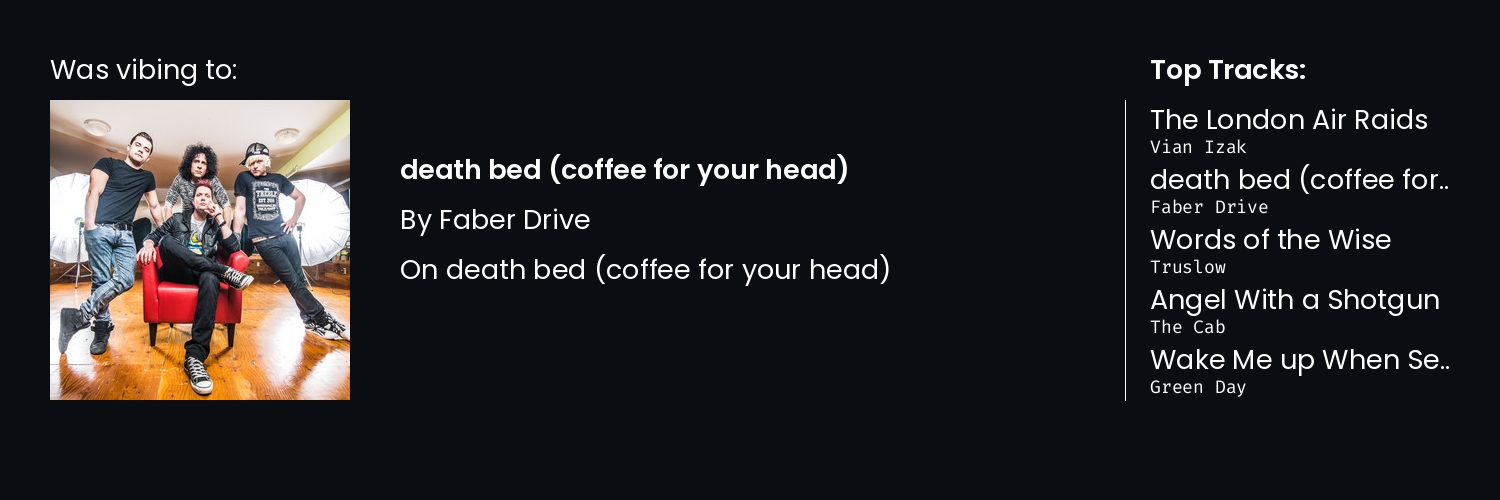 Was vibing to:
death bed (coffee for your head)
By Faber Drive
On death bed (coffee for your head)
Top Tracks:
The London Air Raids
Vian Izak
death bed (coffee for..
Faber Drive
Words of the Wise
Truslow
Angel With a Shotgun
The Cab
Wake Me up When Se..
Green Day